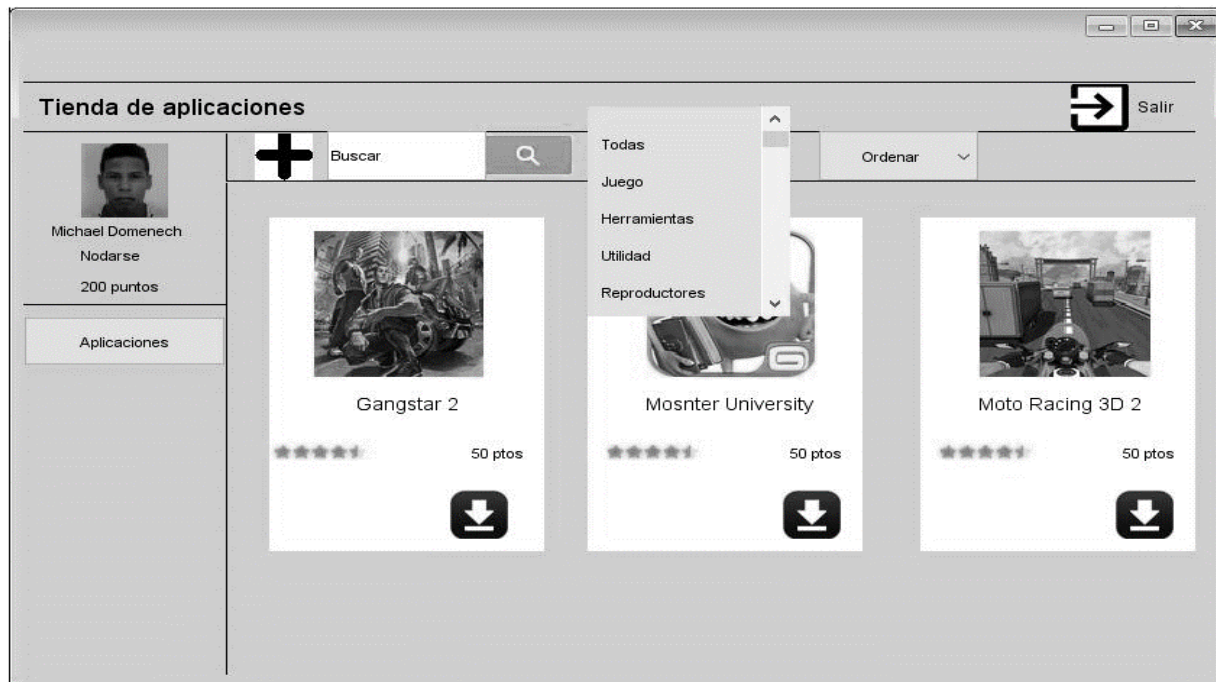 Tienda de aplicaciones
Salir
Michael Domenech
Nodarse
200 puntos
Aplicaciones
Buscar
Todas
Juego
Herramientas
Utilidad
Reproductores
Ordenar
Gangstar 2
50 ptos
Mosnter University
50 ptos
Moto Racing 3D 2
50 ptos